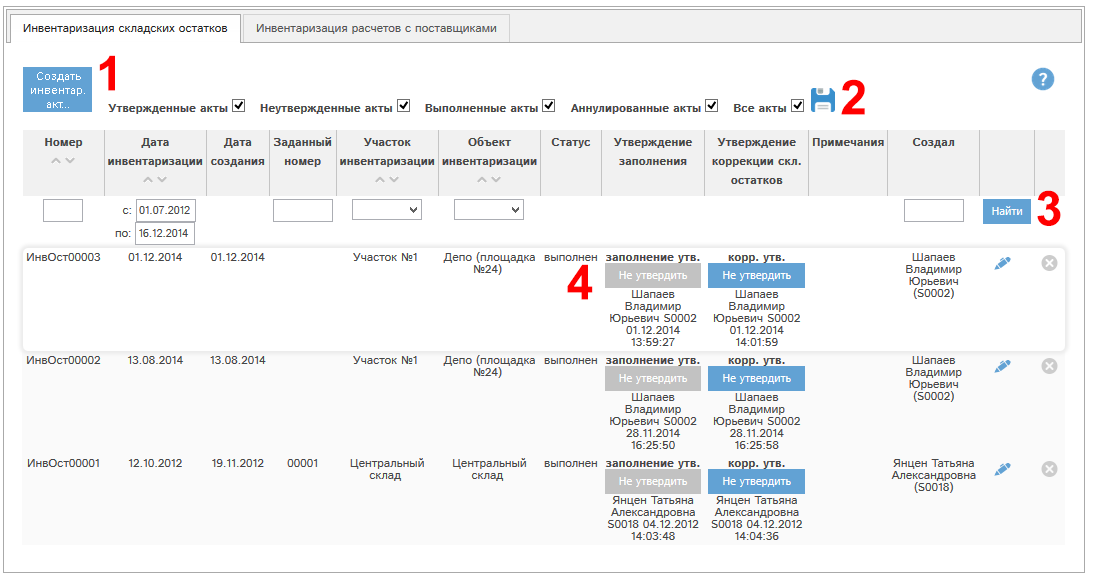 Инвентаризация складских остатков
Инвентаризация расчетов с поставщиками
Создать
инвентар.
акт...
1
Утвержденные акты
Неутвержденные акты
Выполненные акты
Аннулированные акты
Все акты
2
?
Номер
Дата
инвентаризации
Дата
создания
Заданный
номер
Участок
инвентаризации
Объект
инвентаризации
Статус
Утверждение
заполнения
Утверждение
коррекции скл.
остатков
Примечания
Создал
с: 01.07.2012
по: 16.12.2014
Найти
3
ИнвОст00003
01.12.2014
01.12.2014
Участок №1
Депо (площадка
№24)
выполнен
4
заполнение утв.
Не утвердить
Шапаев
Владимир
Юрьевич S0002
01.12.2014
13:59:27
корр. утв.
Не утвердить
Шапаев
Владимир
Юрьевич S0002
01.12.2014
14:01:59
Шапаев
Владимир
Юрьевич
(S0002)
ИнвОст00002
13.08.2014
13.08.2014
Участок №1
Депо (площадка
№24)
выполнен
заполнение утв.
Не утвердить
Шапаев
Владимир
Юрьевич S0002
28.11.2014
16:25:50
корр. утв.
Не утвердить
Шапаев
Владимир
Юрьевич S0002
28.11.2014
16:25:58
Шапаев
Владимир
Юрьевич
(S0002)
ИнвОст00001
12.10.2012
19.11.2012
00001
Центральный
склад
Центральный
склад
выполнен
заполнение утв.
Не утвердить
Янцен Татьяна
Александровна
S0018 04.12.2012
14:03:48
корр. утв.
Не утвердить
Янцен Татьяна
Александровна
S0018 04.12.2012
14:04:36
Янцен Татьяна
Александровна
(S0018)